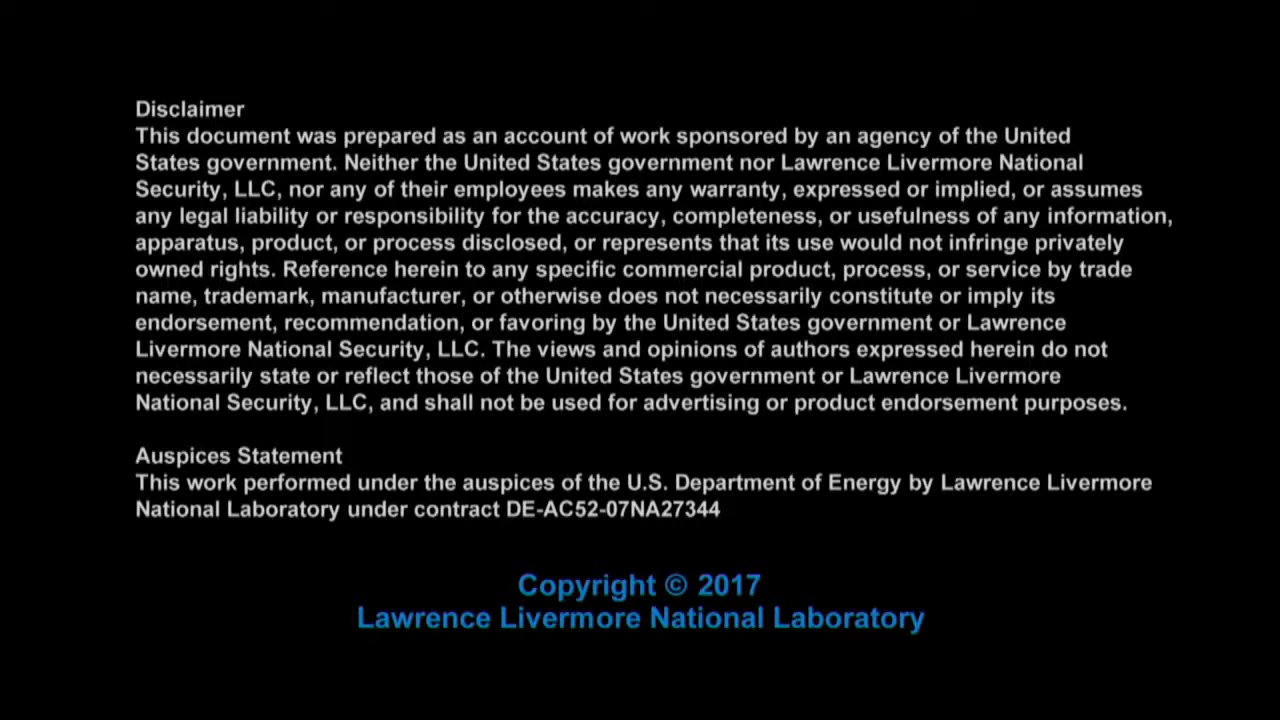 Disclaimer
This document was prepared as an account of work sponsored by an agency of the United
States government. Neither the United States government nor Lawrence Livermore National
Security, LLC, nor any of their employees makes any warranty, expressed or implied, or assumes
any legal liability or responsibility for the accuracy, completeness, or usefulness of any information,
apparatus, product, or process disclosed, or represents that its use would not infringe privately
owned rights. Reference herein to any specific commercial product, process, or service by trade
name, trademark, manufacturer, or otherwise does not necessarily constitute or imply its
endorsement, recommendation, or favoring by the United States government or Lawrence
Livermore National Security, LLC. The views and opinions of authors expressed herein do not
necessarily state or reflect those of the United States government or Lawrence Livermore
National Security, LLC, and shall not be used for advertising or product endorsement purposes.
Auspices Statement
This work performed under the auspices of the U.S. Department of Energy by Lawrence Livermore
National Laboratory under contract DE-AC52-07NA27344
Copyright © 2017
Lawrence Livermore National Laboratory